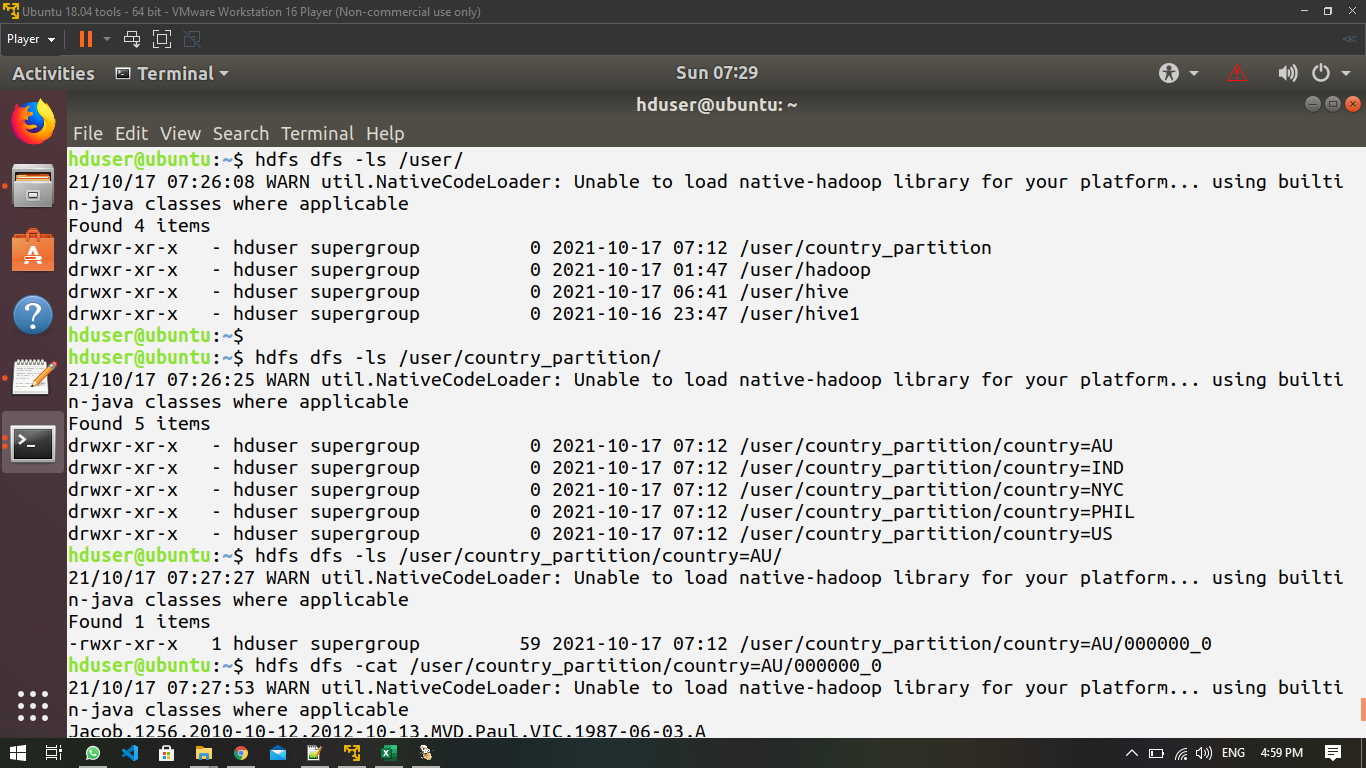 Ubuntu 18.04 tools - 64 bit - VMware Workstation 16 Player (Non-commercial use only)
Player
Activities Terminal Sun 07:29
hduser@ubuntu: ~
File Edit View Search Terminal Help
hduser@ubuntu:~$ hdfs dfs -ls /user/
21/10/17 07:26:08 WARN util.NativeCodeLoader: Unable to load native-hadoop library for your platform... using builti
n-java classes where applicable
Found 4 items
drwxr-xr-x   - hduser supergroup          0 2021-10-17 07:12 /user/country_partition
drwxr-xr-x   - hduser supergroup          0 2021-10-17 01:47 /user/hadoop
drwxr-xr-x   - hduser supergroup          0 2021-10-17 06:41 /user/hive
drwxr-xr-x   - hduser supergroup          0 2021-10-16 23:47 /user/hive1
hduser@ubuntu:~$
hduser@ubuntu:~$ hdfs dfs -ls /user/country_partition/
21/10/17 07:26:25 WARN util.NativeCodeLoader: Unable to load native-hadoop library for your platform... using builti
n-java classes where applicable
Found 5 items
drwxr-xr-x   - hduser supergroup          0 2021-10-17 07:12 /user/country_partition/country=AU
drwxr-xr-x   - hduser supergroup          0 2021-10-17 07:12 /user/country_partition/country=IND
drwxr-xr-x   - hduser supergroup          0 2021-10-17 07:12 /user/country_partition/country=NYC
drwxr-xr-x   - hduser supergroup          0 2021-10-17 07:12 /user/country_partition/country=PHIL
drwxr-xr-x   - hduser supergroup          0 2021-10-17 07:12 /user/country_partition/country=US
hduser@ubuntu:~$ hdfs dfs -ls /user/country_partition/country=AU/
21/10/17 07:27:27 WARN util.NativeCodeLoader: Unable to load native-hadoop library for your platform... using builti
n-java classes where applicable
Found 1 items
-rwxr-xr-x   1 hduser supergroup         59 2021-10-17 07:12 /user/country_partition/country=AU/000000_0
hduser@ubuntu:~$ hdfs dfs -cat /user/country_partition/country=AU/000000_0
21/10/17 07:27:53 WARN util.NativeCodeLoader: Unable to load native-hadoop library for your platform... using builti
n-java classes where applicable
Jacob,1256,2010-10-12,2012-10-13,MVD,Paul,VIC,1987-06-03,A
ENG 4:59 PM